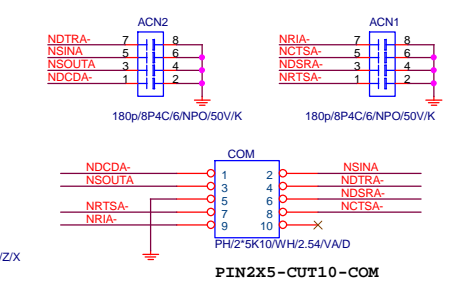 ACN2
NDTRA- 7 8
NSINA 5 6
NSOUTA 3 4
NDCDA- 1 2
180p/8P4C/6/NPO/50V/K
ACN1
NRIA- 7 8
NCTSA- 5 6
NDSRA- 3 4
NRTSA- 1 2
180p/8P4C/6/NPO/50V/K
COM
NDCDA- 1 2 NSINA
NSOUTA 3 4 NDTRA-
5 6 NDSRA-
NRTSA- 7 8 NCTSA-
NRIA- 9 10
PH/2*5K10/WH/2.54/VA/D
/Z/X
PIN2X5-CUT10-COM